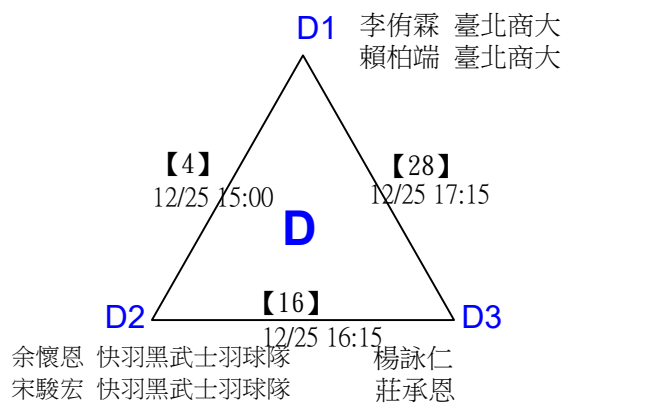 D1 李侑霖 臺北商大
賴柏端 臺北商大
【4】
12/25 15:00
【28】
12/25 17:15
D
D2
【16】
12/25 16:15
D3
余懷恩 快羽黑武士羽球隊
宋駿宏 快羽黑武士羽球隊
楊詠仁
莊承恩